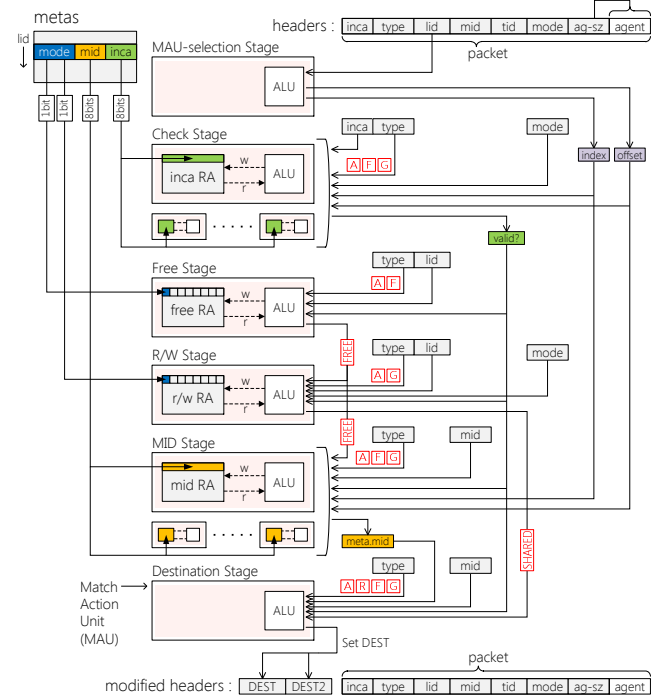 metas
lid
mode mid inca
1bit 1bit 8bits 8bits
headers : inca type lid mid tid mode ag-sz agent
packet
MAU-selection Stage
ALU
Check Stage
inca type mode
A F G
index offset
inca RA
w
r
ALU
. . . . .
valid?
Free Stage
type lid
A F
free RA
w
r
ALU
FREE
R/W Stage
type lid mode
A G
r/w RA
w
r
ALU
FREE
MID Stage
type mid
A F G
mid RA
w
r
ALU
. . . . .
meta.mid
SHARED
Destination Stage
type mid
A R F G
Match
Action
Unit
(MAU)
ALU
Set DEST
packet
modified headers : DEST DEST2 inca type lid mid tid mode ag-sz agent